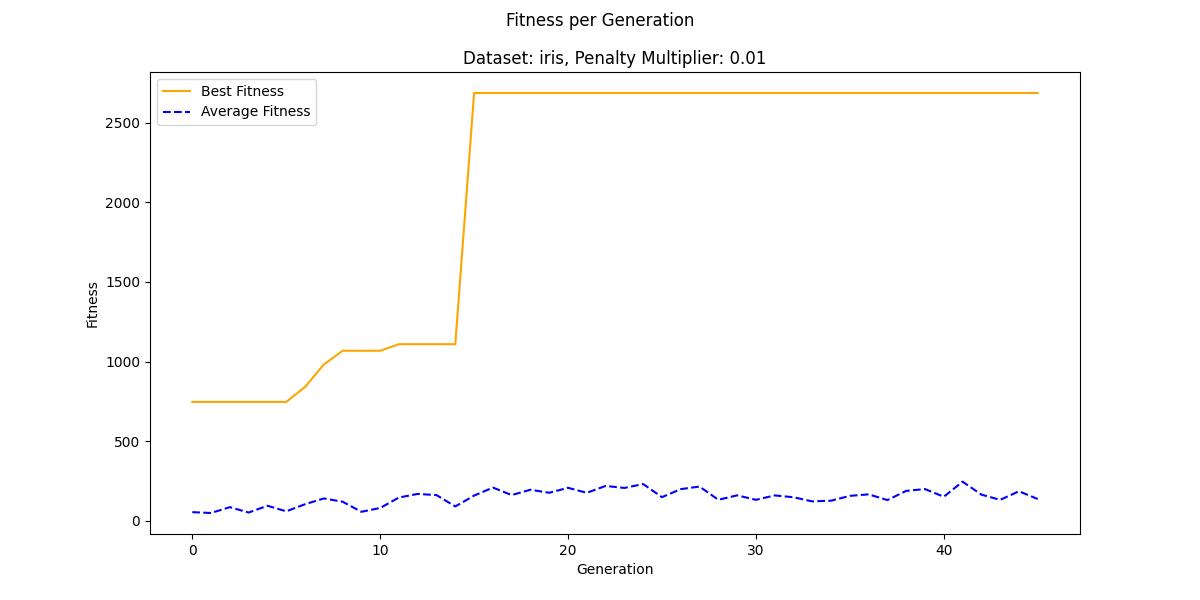 Fitness per Generation
Dataset: iris, Penalty Multiplier: 0.01
Best Fitness
Average Fitness
2500
2000
1500
1000
500
0
Fitness
0 10 20 30 40
Generation